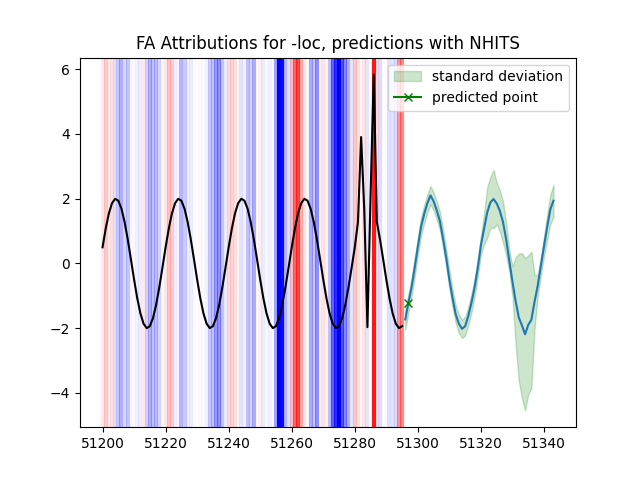 FA Attributions for -loc, predictions with NHITS
standard deviation
predicted point
6
4
2
0
−2
−4
51200 51220 51240 51260 51280 51300 51320 51340